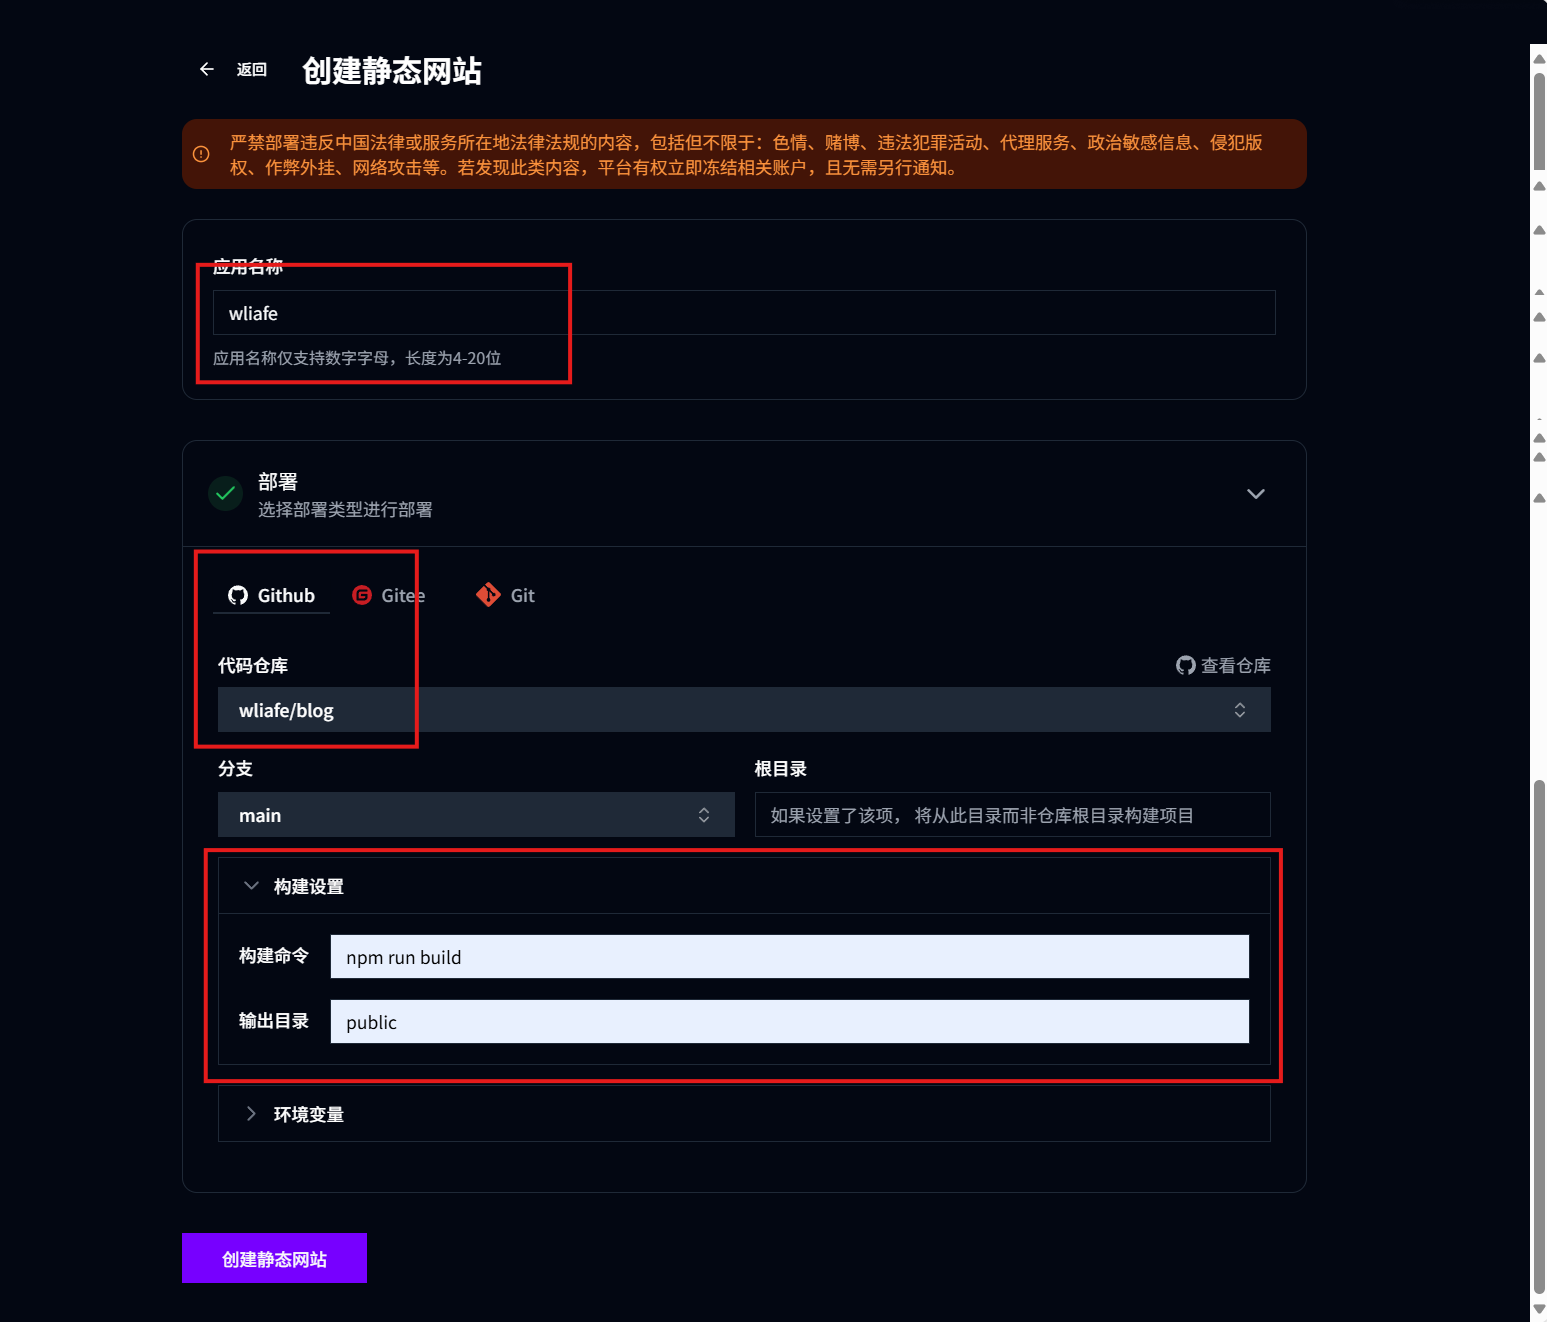 返回
创建静态网站
严禁部署违反中国法律或服务所在地法律法规的内容，包括但不限于：色情、赌博、违法犯罪活动、代理服务、政治敏感信息、侵犯版
权、作弊外挂、网络攻击等。若发现此类内容，平台有权立即冻结相关账户，且无需另行通知。
应用名称
wliafe
应用名称仅支持数字字母，长度为4-20位
部署
选择部署类型进行部署
Github Gitee Git
代码仓库 查看仓库
wliafe/blog
分支 根目录
main 如果设置了该项， 将从此目录而非仓库根目录构建项目
构建设置
构建命令 npm run build
输出目录 public
环境变量
创建静态网站